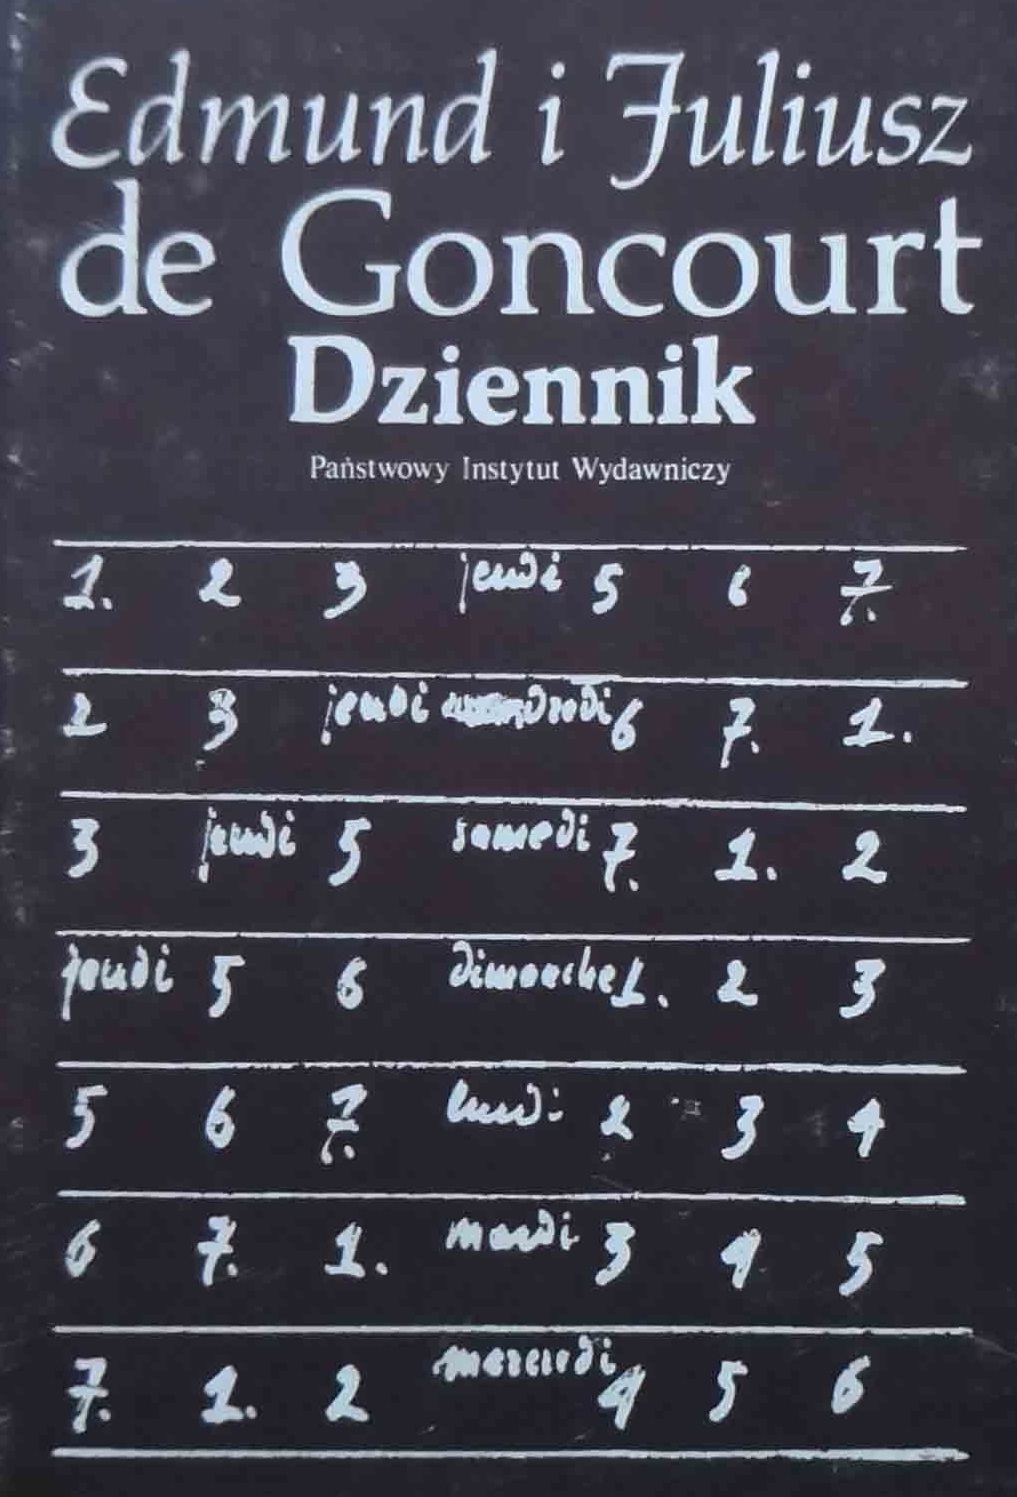 Edmund i Juliusz
de Goncourt
Dziennik
Państwowy Instytut Wydawniczy
1. 2 3 jeudi 5 6 7.
2 3 jeudi 6 7. 1.
3 jeudi 5 samedi 7. 1. 2
jeudi 5 6 dimanche 1. 2 3
5 6 7. lundi 2 3 4
6 7. 1. mardi 3 4 5
7. 1. 2 mercredi 4 5 6